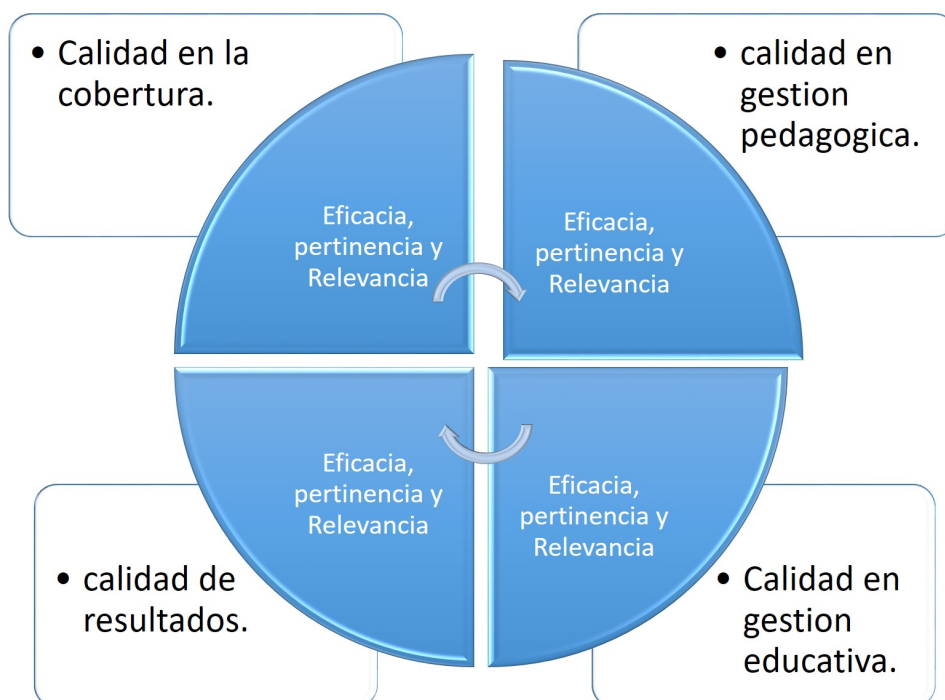 • Calidad en la
cobertura.
• calidad en
gestion
pedagogica.
Eficacia,
pertinencia y
Relevancia
Eficacia,
pertinencia y
Relevancia
Eficacia,
pertinencia y
Relevancia
Eficacia,
pertinencia y
Relevancia
• calidad de
resultados.
• Calidad en
gestion
educativa.